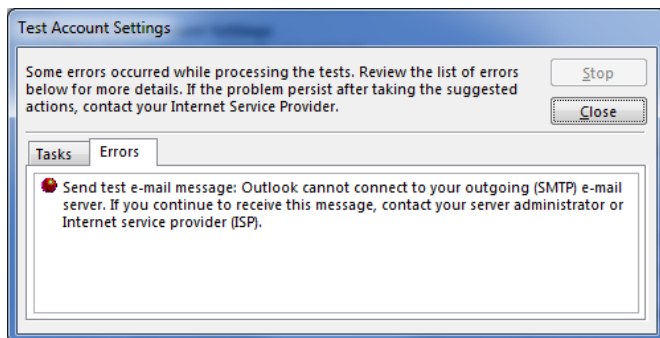 Test Account Settings
Some errors occurred while processing the tests. Review the list of errors
below for more details. If the problem persist after taking the suggested
actions, contact your Internet Service Provider.
Stop
Close
Tasks
Errors
Send test e-mail message: Outlook cannot connect to your outgoing (SMTP) e-mail
server. If you continue to receive this message, contact your server administrator or
Internet service provider (ISP).